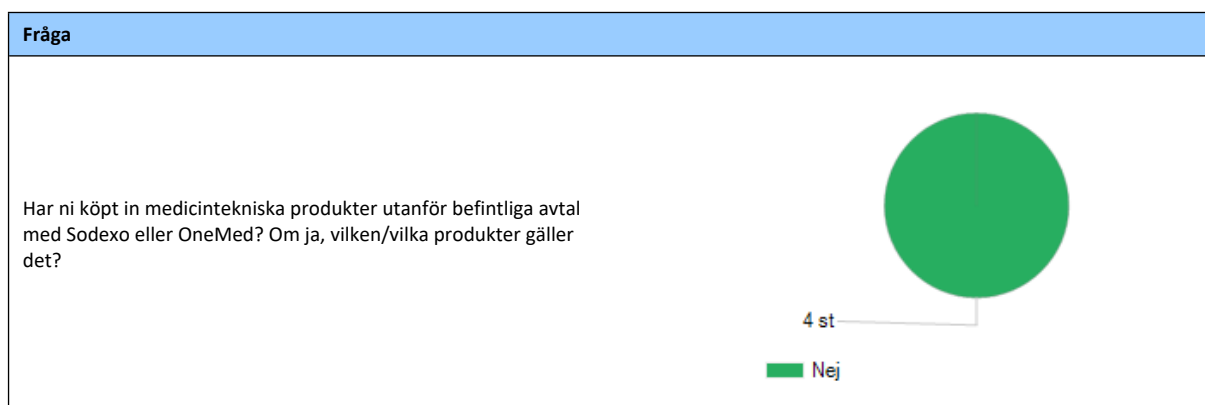 Fråga
Har ni köpt in medicintekniska produkter utanför befintliga avtal
med Sodexo eller OneMed? Om ja, vilken/vilka produkter gäller
det?
4 st
Nej